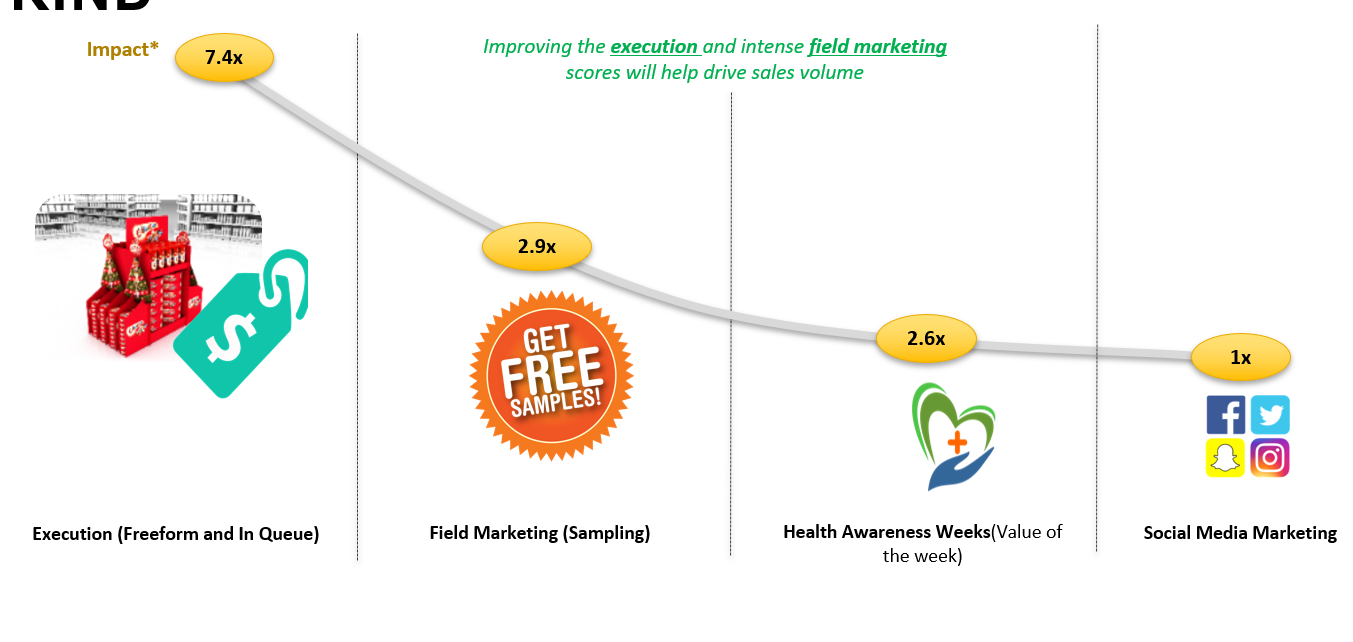 KIND
Impact*
7.4x
Improving the execution and intense field marketing
scores will help drive sales volume
2.9x
2.6x
1x
GET
FREE
SAMPLES!
Execution (Freeform and In Queue)
Field Marketing (Sampling)
Health Awareness Weeks(Value of
the week)
Social Media Marketing